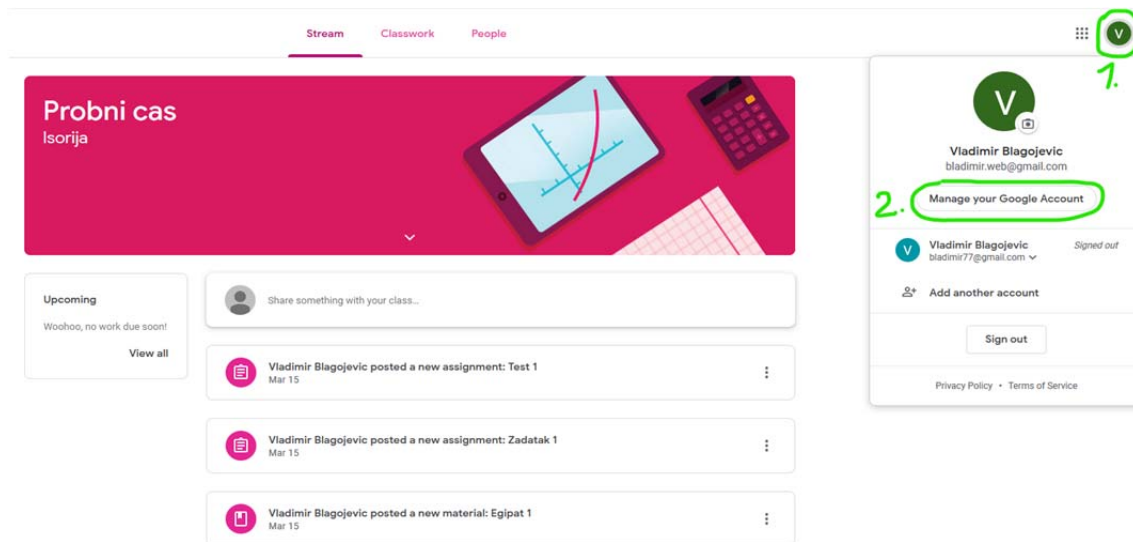 Stream Classwork People
1.
Probni cas
Isorija
V
V
Vladimir Blagojevic
bladimir.web@gmail.com
2. Manage your Google Account
V
Vladimir Blagojevic Signed out
bladimir77@gmail.com
Add another account
Sign out
Privacy Policy • Terms of Service
Upcoming
Woohoo, no work due soon!
View all
Share something with your class...
Vladimir Blagojevic posted a new assignment: Test 1
Mar 15
Vladimir Blagojevic posted a new assignment: Zadatak 1
Mar 15
Vladimir Blagojevic posted a new material: Egipat 1
Mar 15